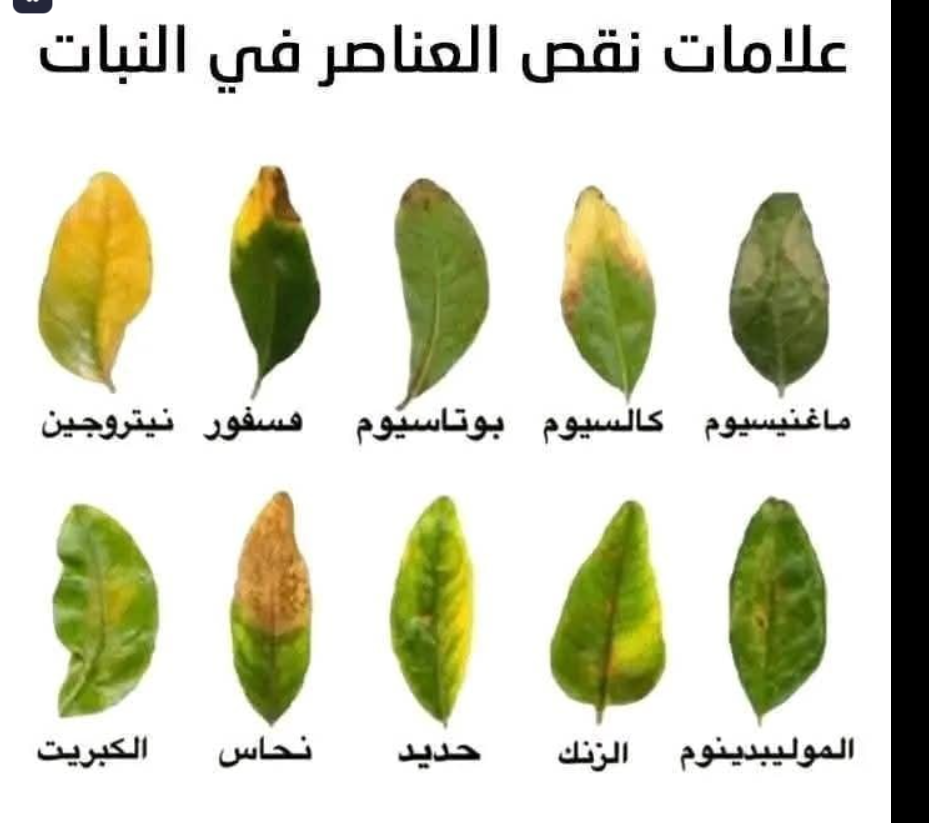 علامات نقص العناصر في النبات
ماغنيسيوم كالسيوم بوتاسيوم فسفور نيتروجين
الموليبدينوم الزنك حديد نحاس الكبريت